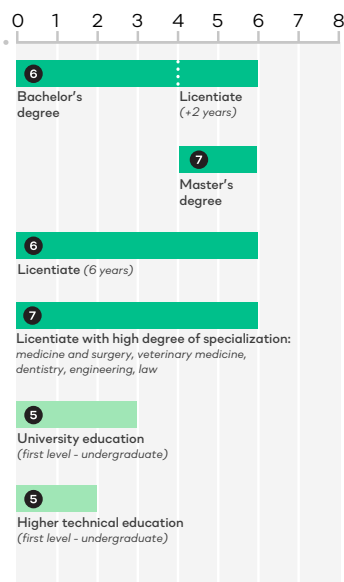 0 1 2 3 4 5 6 7 8
6
Bachelor's Licentiate
degree (+2 years)
7
Master's
degree
6
Licentiate (6 years)
7
Licentiate with high degree of specialization:
medicine and surgery, veterinary medicine,
dentistry, engineering, law
5
University education
(first level - undergraduate)
5
Higher technical education
(first level - undergraduate)